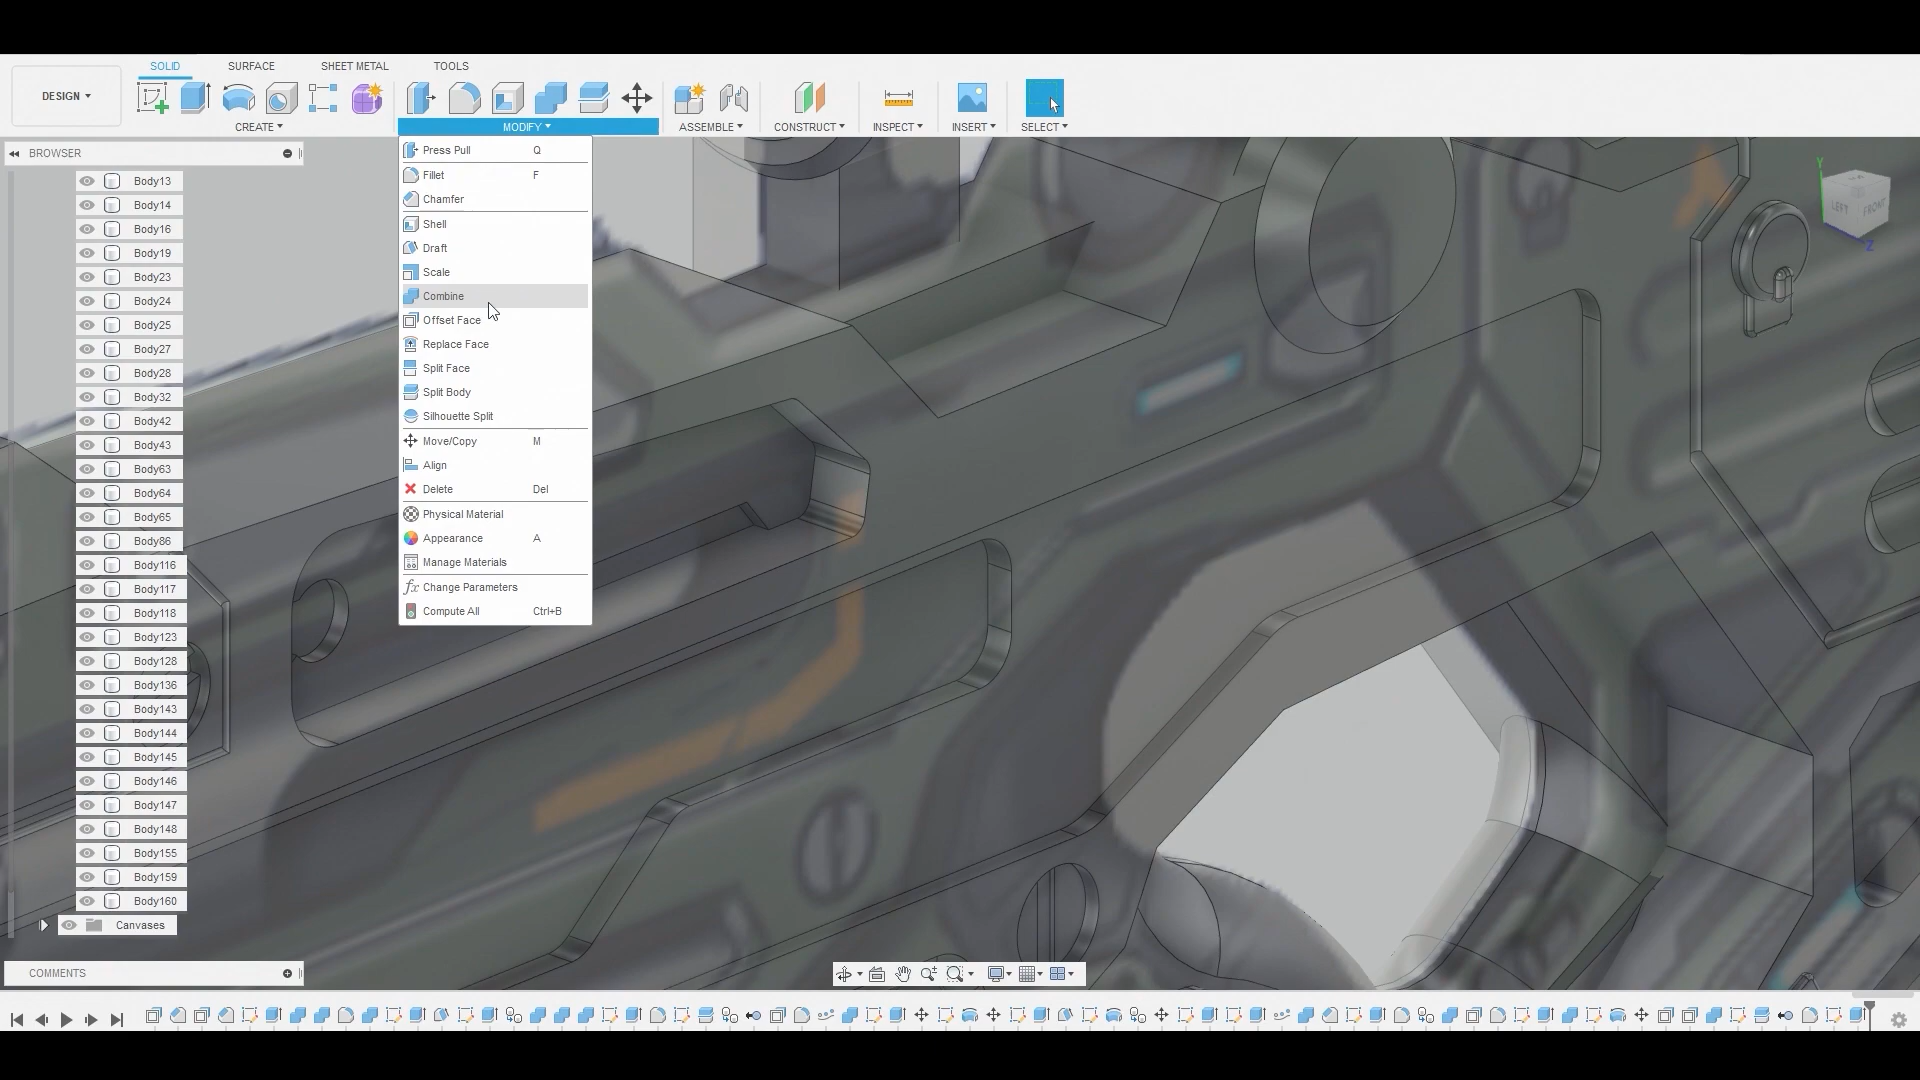 SOLID SURFACE SHEET METAL TOOLS
DESIGN
CREATE MODIFY ASSEMBLE CONSTRUCT INSPECT INSERT SELECT
BROWSER
Body13
Body14
Body16
Body19
Body23
Body24
Body25
Body27
Body28
Body32
Body42
Body43
Body63
Body64
Body65
Body86
Body116
Body117
Body118
Body123
Body128
Body136
Body143
Body144
Body145
Body146
Body147
Body148
Body155
Body159
Body160
Canvases
COMMENTS
Press Pull Q
Fillet F
Chamfer
Shell
Draft
Scale
Combine
Offset Face
Replace Face
Split Face
Split Body
Silhouette Split
Move/Copy M
Align
Delete Del
Physical Material
Appearance A
Manage Materials
fx Change Parameters
Compute All Ctrl+B
Y
LEFT FRONT
Z